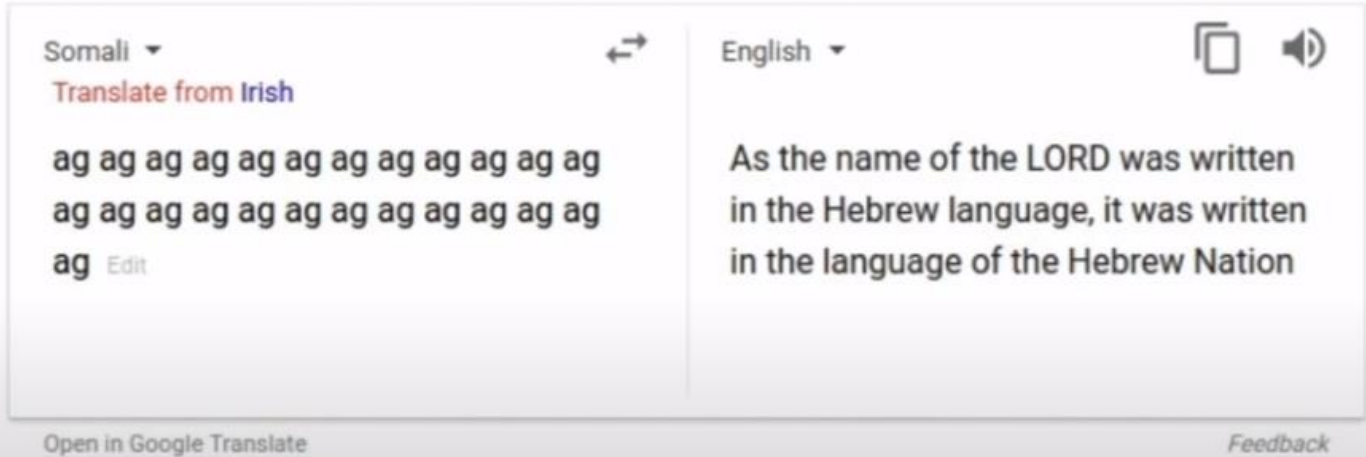 Somali
English
Translate from Irish
ag ag ag ag ag ag ag ag ag ag ag ag
ag ag ag ag ag ag ag ag ag ag ag ag
ag Edit
As the name of the LORD was written
in the Hebrew language, it was written
in the language of the Hebrew Nation
Open in Google Translate
Feedback